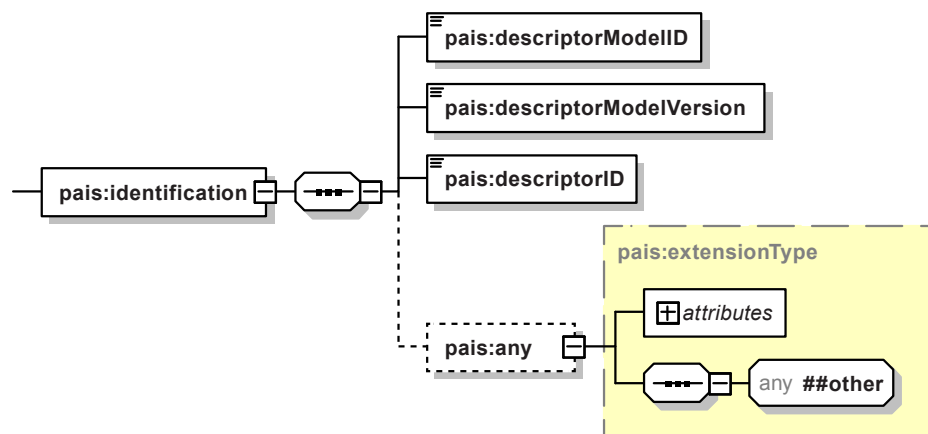 pais:descriptorModelID
pais:descriptorModelVersion
pais:descriptorID
pais:identification
pais:extensionType
attributes
pais:any
any ##other